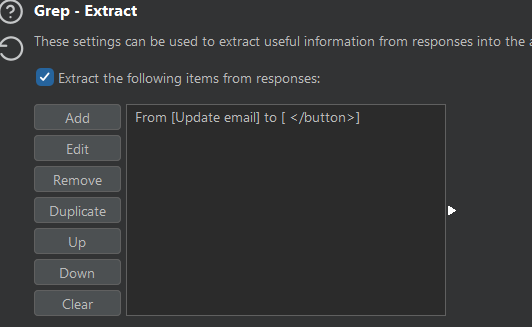 Grep - Extract
These settings can be used to extract useful information from responses into the
Extract the following items from responses:
Add
From [Update email] to [ </button>]
Edit
Remove
Duplicate
Up
Down
Clear